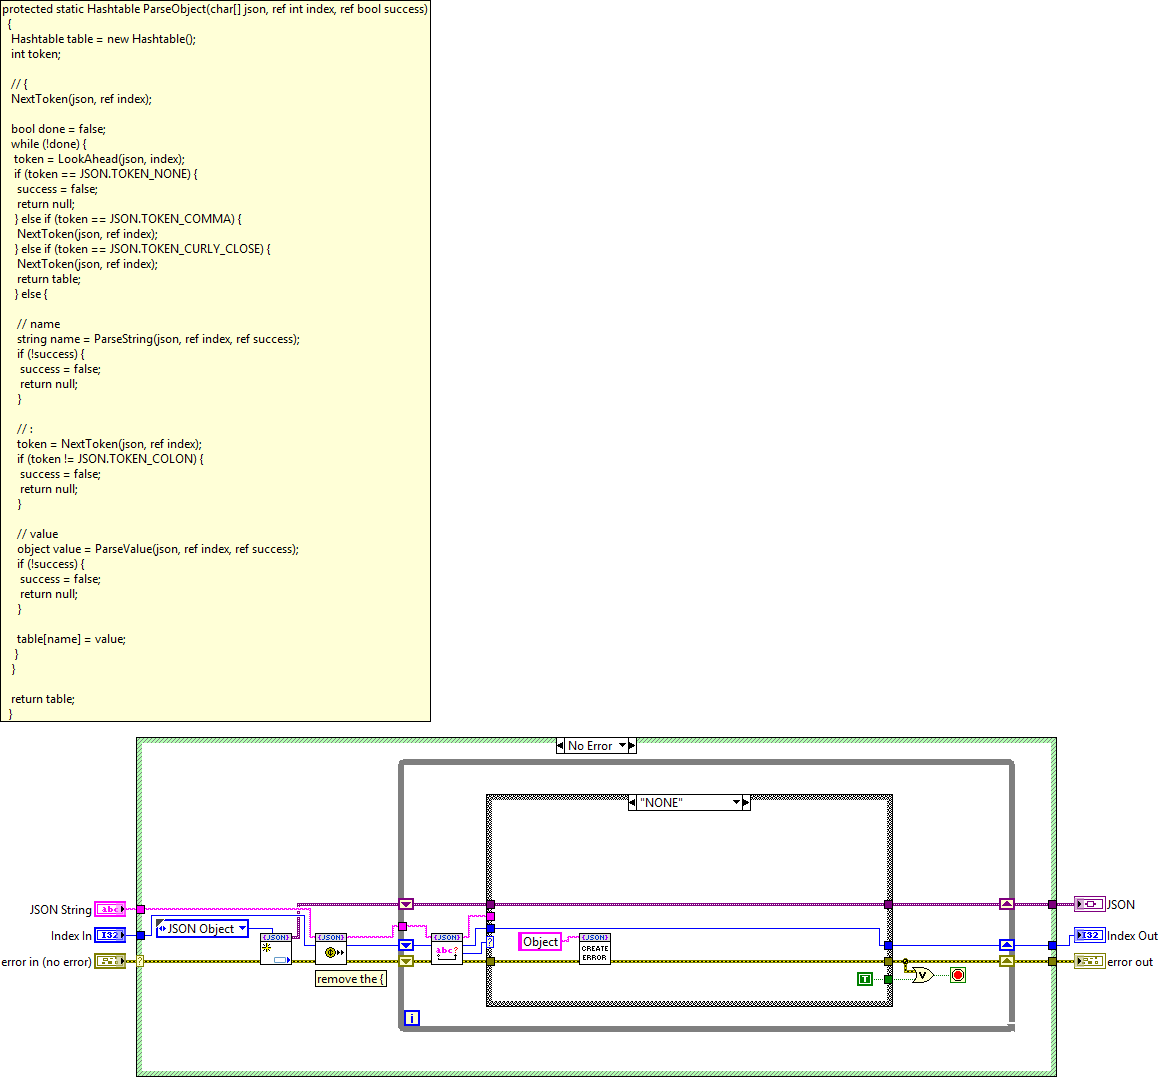 protected static Hashtable ParseObject(char[] json, ref int index, ref bool success)
{
Hashtable table = new Hashtable();
int token;
// {
NextToken(json, ref index);
bool done = false;
while (!done) {
token = LookAhead(json, index);
if (token == JSON.TOKEN_NONE) {
success = false;
return null;
} else if (token == JSON.TOKEN_COMMA) {
NextToken(json, ref index);
} else if (token == JSON.TOKEN_CURLY_CLOSE) {
NextToken(json, ref index);
return table;
} else {
// name
string name = ParseString(json, ref index, ref success);
if (!success) {
success = false;
return null;
}
// :
token = NextToken(json, ref index);
if (token != JSON.TOKEN_COLON) {
success = false;
return null;
}
// value
object value = ParseValue(json, ref index, ref success);
if (!success) {
success = false;
return null;
}
table[name] = value;
}
}
return table;
}
No Error
"NONE"
JSON String
abc
JSON
Index In
I32
JSON Object
{JSON}
{JSON}
{JSON}
abc?
Object
{JSON}
CREATE
ERROR
I32
Index Out
error in (no error)
?
?
error out
remove the {
T
V
i